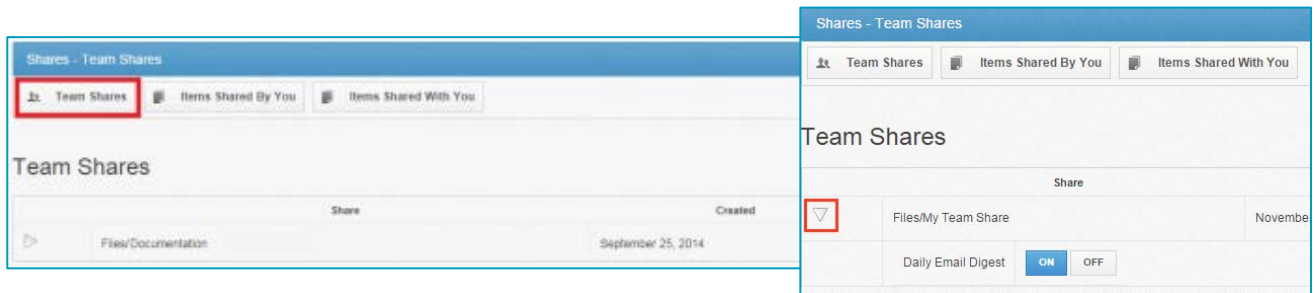 Shares - Team Shares
Team Shares Items Shared By You Items Shared With You
Team Shares
Share Created
Files/Documentation September 25, 2014
Shares - Team Shares
Team Shares Items Shared By You Items Shared With You
Team Shares
Share
Files/My Team Share Novembe
Daily Email Digest ON OFF